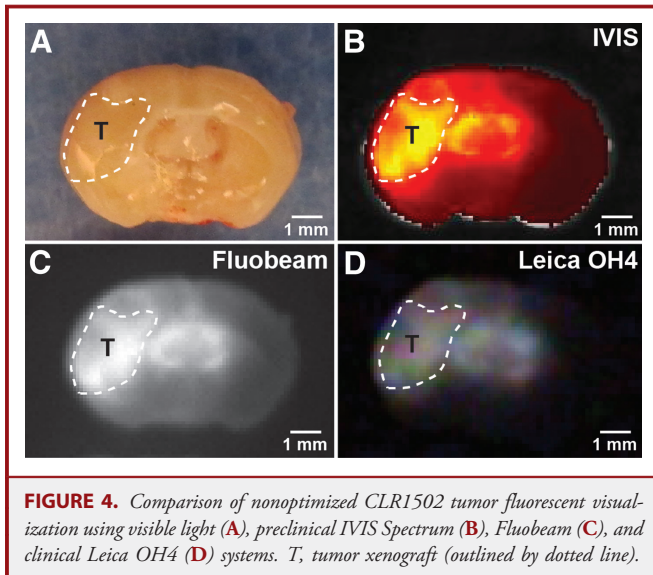 A
T
1 mm
B
IVIS
T
1 mm
C
Fluobeam
T
1 mm
D
Leica OH4
T
1 mm
FIGURE 4. Comparison of nonoptimized CLR1502 tumor fluorescent visual-
ization using visible light (A), preclinical IVIS Spectrum (B), Fluobeam (C), and
clinical Leica OH4 (D) systems. T, tumor xenograft (outlined by dotted line).